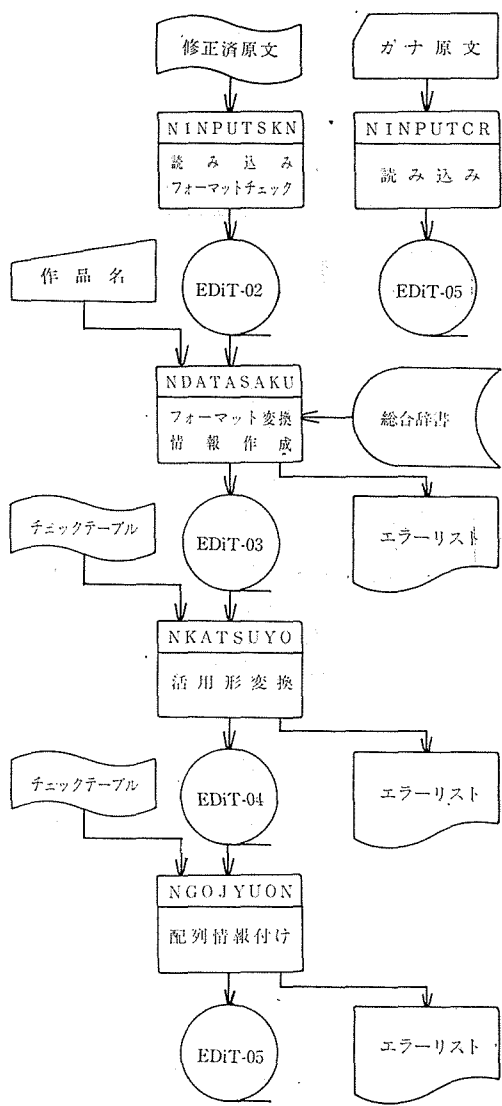 修正済原文
カナ原文
NINPUTSKN
読み込み
フォーマットチェック
NINPUTCR
読み込み
作品名
EDiT-02
EDiT-05
NDATASAKU
フォーマット変換
情報作成
総合辞書
チェックテーブル
EDiT-03
エラーリスト
NKATSUYO
活用形変換
チェックテーブル
EDiT-04
エラーリスト
NGOJYUON
配列情報付け
EDiT-05
エラーリスト